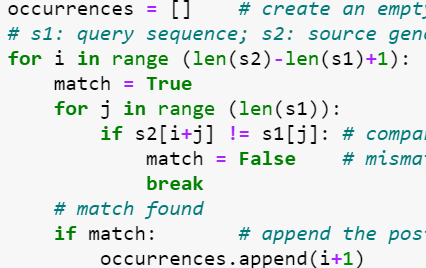 occurrences = [] # create an empty
# s1: query sequence; s2: source gen
for i in range (len(s2)-len(s1)+1):
match = True
for j in range (len(s1)):
if s2[i+j] != s1[j]: # compa
match = False # misma
break
# match found
if match: # append the pos
occurrences.append(i+1)